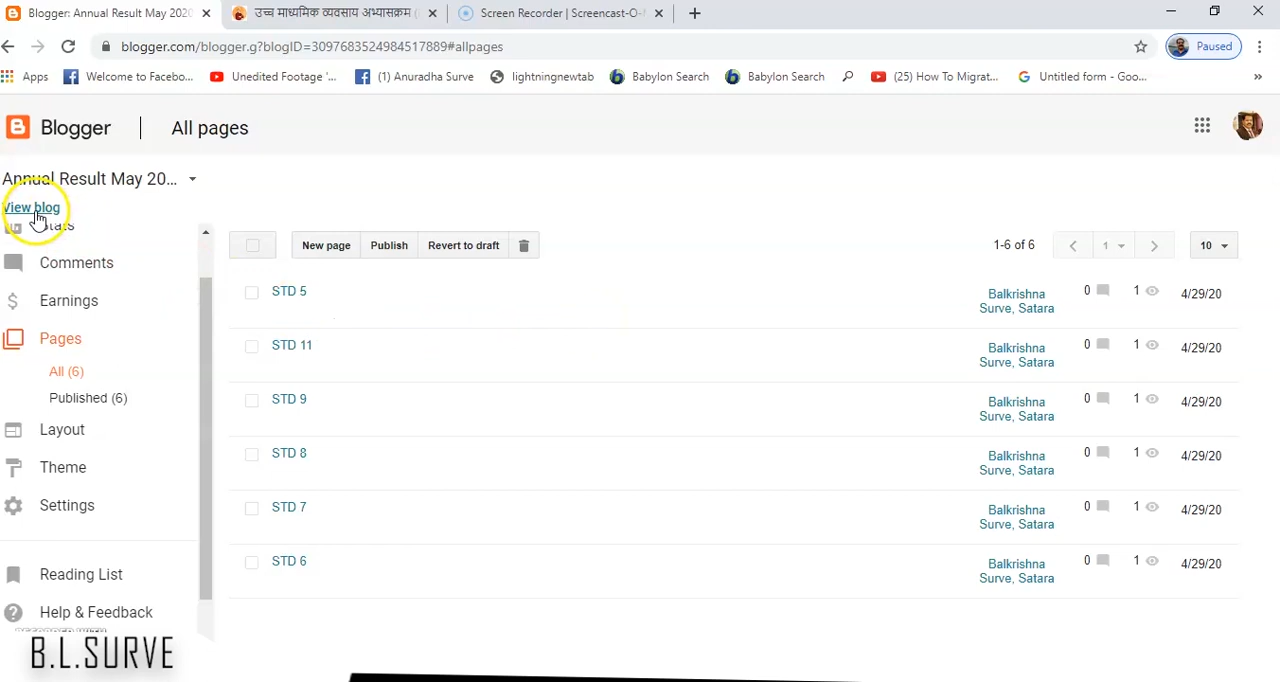 Blogger: Annual Result May 2020
उच्च माध्यमिक व्यवसाय अभ्यासक्रम (
Screen Recorder | Screencast-O-
blogger.com/blogger.g?blogID=3097683524984517889#allpages
Paused
Apps
Welcome to Facebo...
Unedited Footage '...
(1) Anuradha Surve
lightningnewtab
Babylon Search
Babylon Search
(25) How To Migrat...
Untitled form - Goo...
»
Blogger
All pages
Annual Result May 20...
View blog
Stats
Comments
Earnings
Pages
All (6)
Published (6)
Layout
Theme
Settings
Reading List
Help & Feedback
New page
Publish
Revert to draft
1-6 of 6
1
10
STD 5
Balkrishna
Surve, Satara
0
1
4/29/20
STD 11
Balkrishna
Surve, Satara
0
1
4/29/20
STD 9
Balkrishna
Surve, Satara
0
1
4/29/20
STD 8
Balkrishna
Surve, Satara
0
1
4/29/20
STD 7
Balkrishna
Surve, Satara
0
1
4/29/20
STD 6
Balkrishna
Surve, Satara
0
1
4/29/20
B.L.SURVE